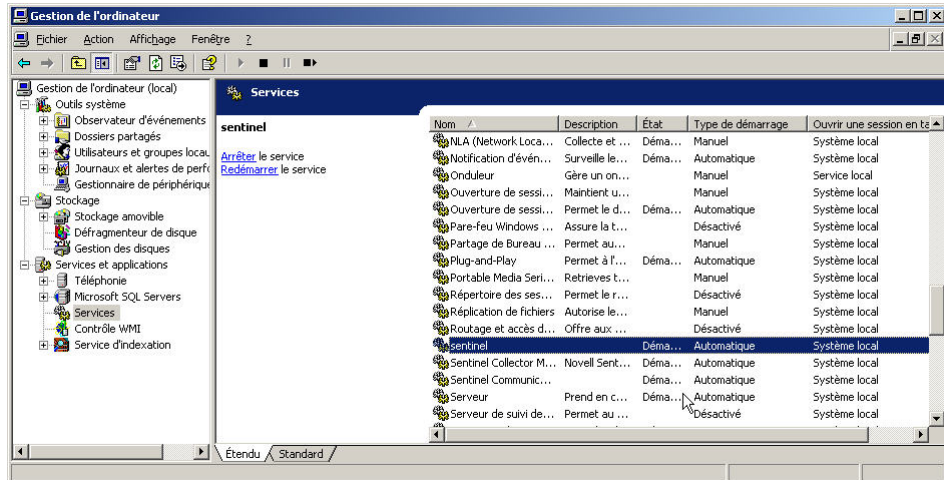 Gestion de l'ordinateur
Fichier Action Affichage Fenêtre ?
Gestion de l'ordinateur (local)
Outils système
Observateur d'événements
Dossiers partagés
Utilisateurs et groupes locau
Journaux et alertes de perfo
Gestionnaire de périphérique
Stockage
Stockage amovible
Défragmenteur de disque
Gestion des disques
Services et applications
Téléphonie
Microsoft SQL Servers
Services
Contrôle WMI
Service d'indexation
Services
sentinel
Arrêter le service
Redémarrer le service
Nom Description État Type de démarrage Ouvrir une session en ta
NLA (Network Loca... Collecte et ... Déma... Manuel Système local
Notification d'évén... Surveille le... Déma... Automatique Système local
Onduleur Gère un on... Manuel Service local
Ouverture de sessi... Maintient u... Manuel Système local
Ouverture de sessi... Permet le d... Déma... Automatique Système local
Pare-feu Windows ... Assure la t... Désactivé Système local
Partage de Bureau ... Permet au... Manuel Système local
Plug-and-Play Permet à l'... Déma... Automatique Système local
Portable Media Seri... Retrieves t... Manuel Système local
Répertoire des ses... Permet le r... Désactivé Système local
Réplication de fichiers Autorise le... Manuel Système local
Routage et accès d... Offre aux ... Désactivé Système local
sentinel Déma... Automatique Système local
Sentinel Collector M... Novell Sent... Déma... Automatique Système local
Sentinel Communic... Déma... Automatique Système local
Serveur Prend en c... Déma... Automatique Système local
Serveur de suivi de... Permet au ... Désactivé Système local
Étendu Standard